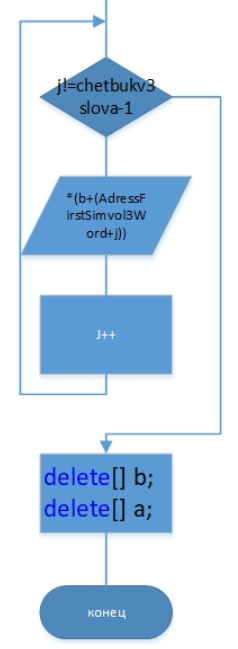 j!=chetbukv3
slova-1
*(b+(AdressF
irstSimvol3W
ord+j))
J++
delete[] b;
delete[] a;
конец